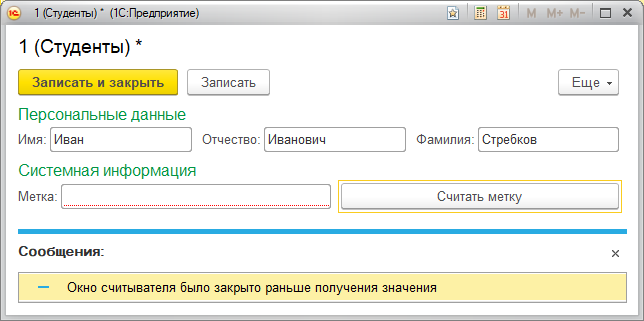 1 (Студенты) * (1С:Предприятие)
M M+ M-
1 (Студенты) *
Записать и закрыть Записать Еще
Персональные данные
Имя: Иван Отчество: Иванович Фамилия: Стребков
Системная информация
Метка: Считать метку
Сообщения:
Окно считывателя было закрыто раньше получения значения